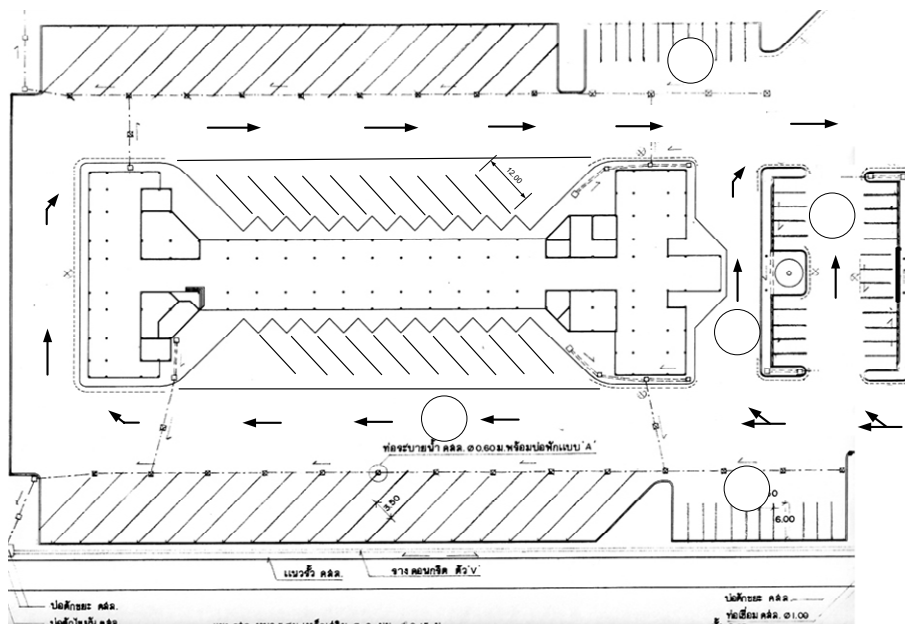 12.00
ท่อระบายน้ำ คสล. Ø0.60 ม. พร้อมบ่อพักแบบ 'A'
3.50
6.00
แนวรั้ว คสล.
รางคอนกรีต ตัว 'V'
บ่อดักขยะ คสล.
บ่อดักขยะ คสล.
ท่อเชื่อม คสล. Ø1.00